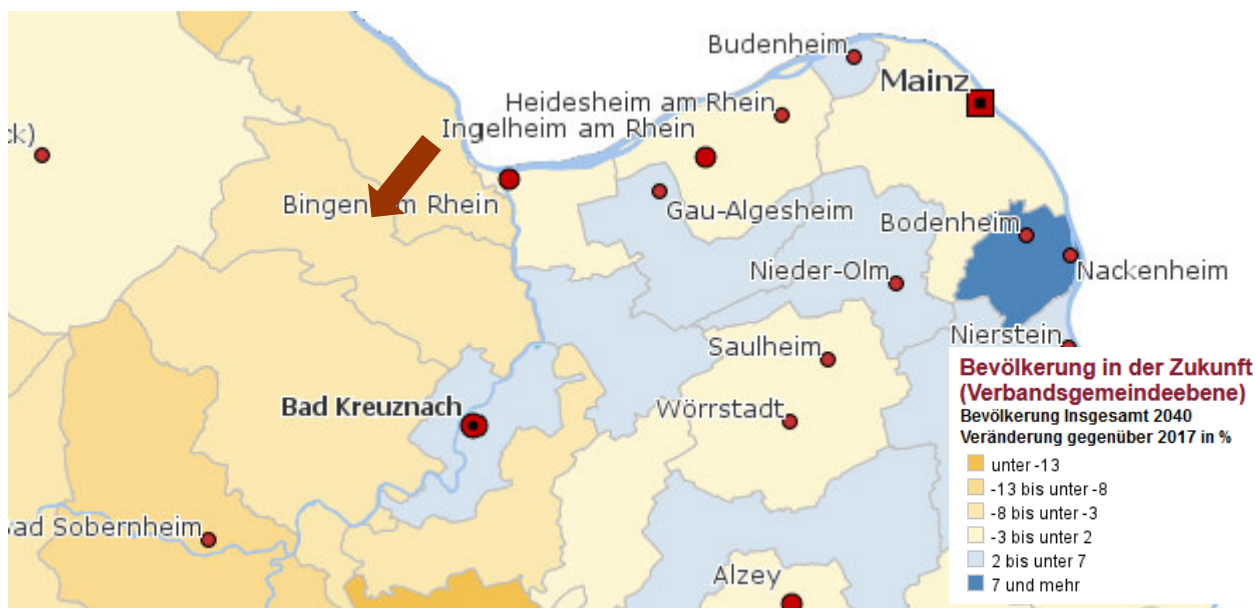 Budenheim
Mainz
Heidesheim am Rhein
Ingelheim am Rhein
ck)
Bingen am Rhein
Gau-Algesheim
Bodenheim
Nackenheim
Nieder-Olm
Nierstein
Saulheim
Bad Kreuznach
Wörrstadt
ad Sobernheim
Alzey
Bevölkerung in der Zukunft
(Verbandsgemeindeebene)
Bevölkerung Insgesamt 2040
Veränderung gegenüber 2017 in %
unter -13
-13 bis unter -8
-8 bis unter -3
-3 bis unter 2
2 bis unter 7
7 und mehr